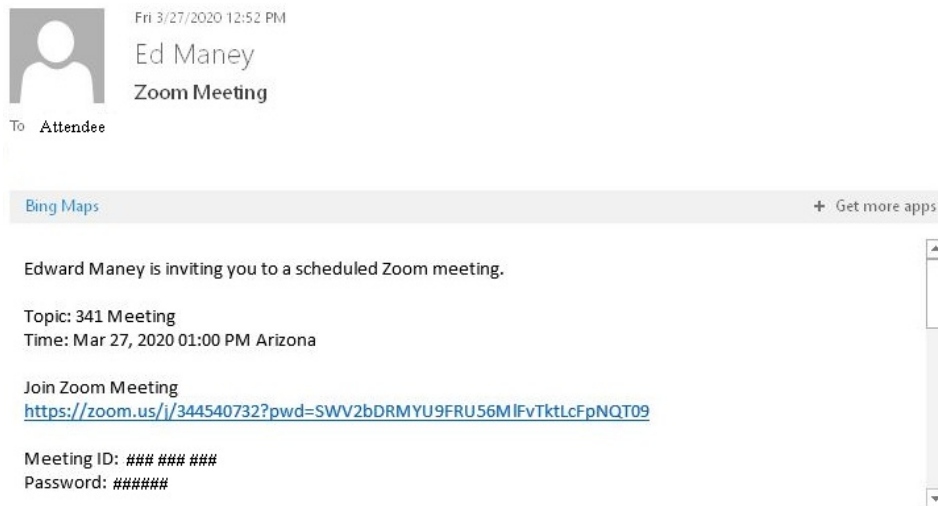 Fri 3/27/2020 12:52 PM
Ed Maney
Zoom Meeting
To Attendee
Bing Maps + Get more apps
Edward Maney is inviting you to a scheduled Zoom meeting.
Topic: 341 Meeting
Time: Mar 27, 2020 01:00 PM Arizona
Join Zoom Meeting
https://zoom.us/j/344540732?pwd=SWV2bDRMYU9FRU56MlFvTktLcFpNQT09
Meeting ID: ### ### ###
Password: ######